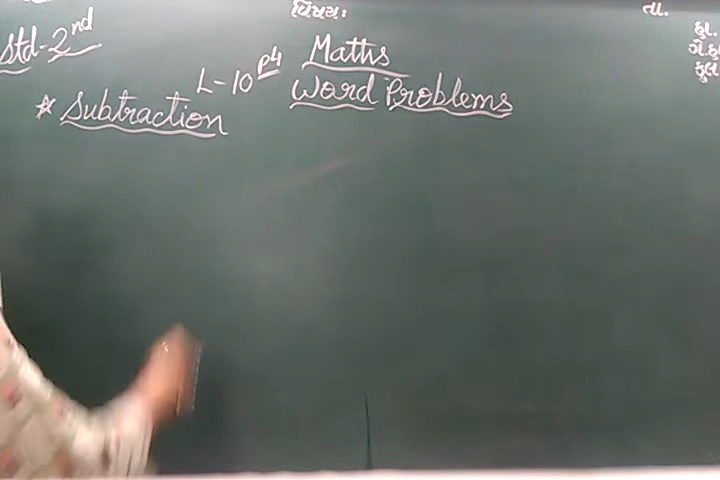 વિષય: તા.
Std-2nd Maths
L-10 P4 Word Problems
* Subtraction